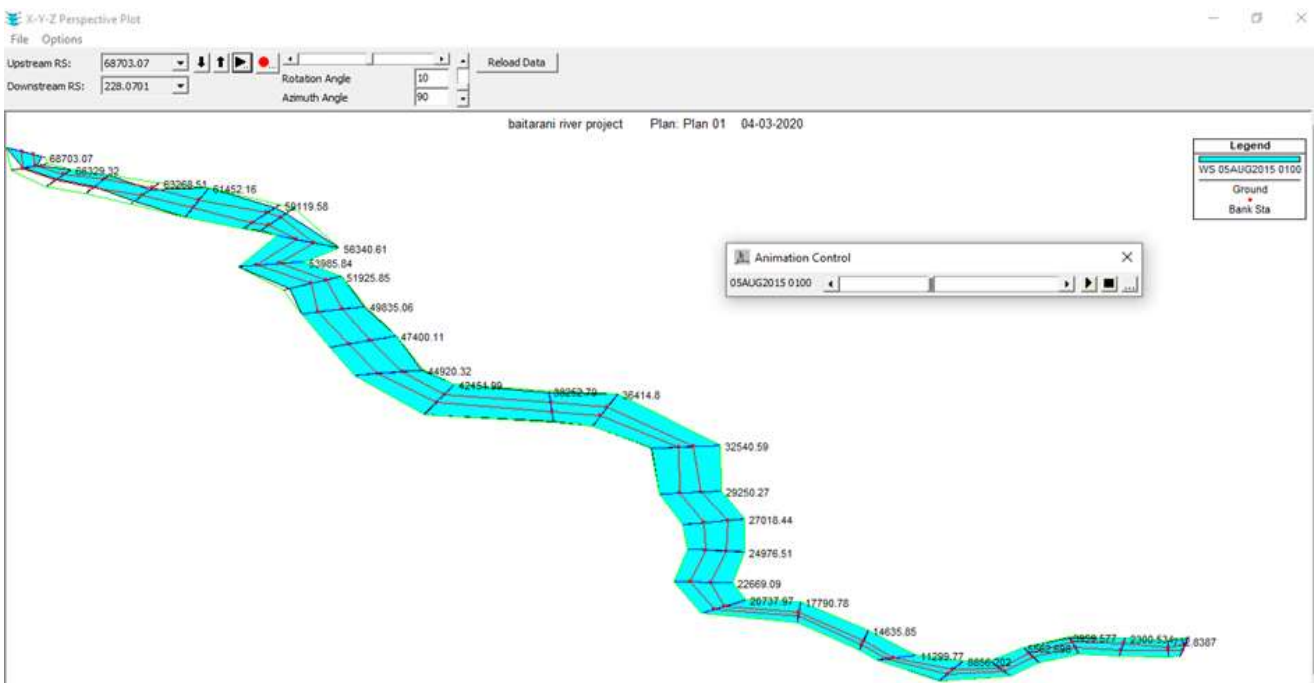 X-Y-Z Perspective Plot
File Options
Upstream RS: 68703.07
Reload Data
Rotation Angle 10
Downstream RS: 228.0701
Azimuth Angle 90
baitarani river project Plan: Plan 01 04-03-2020
Legend
WS 05AUG2015 0100
Ground
Bank Sta
68703.07
66329.32
63268.51
61452.16
59119.58
56340.61
53985.84
51925.85
49835.06
47400.11
44920.32
42454.99
38252.79
36414.8
Animation Control
05AUG2015 0100
32540.59
29250.27
27018.44
24976.51
22669.09
20737.97
17790.78
14635.85
11299.77
8856.202
5562.698
3959.577
2300.534